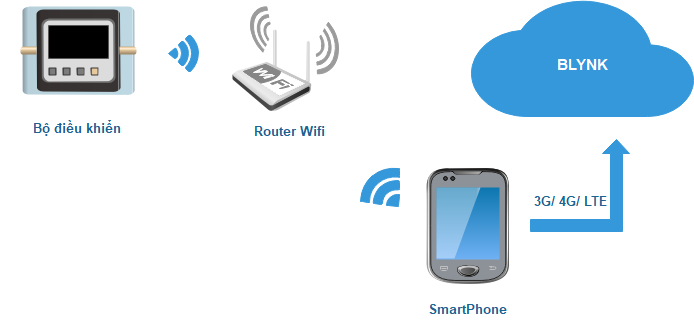 BLYNK
Bộ điều khiển
Router Wifi
Wi Fi
3G/ 4G/ LTE
SmartPhone